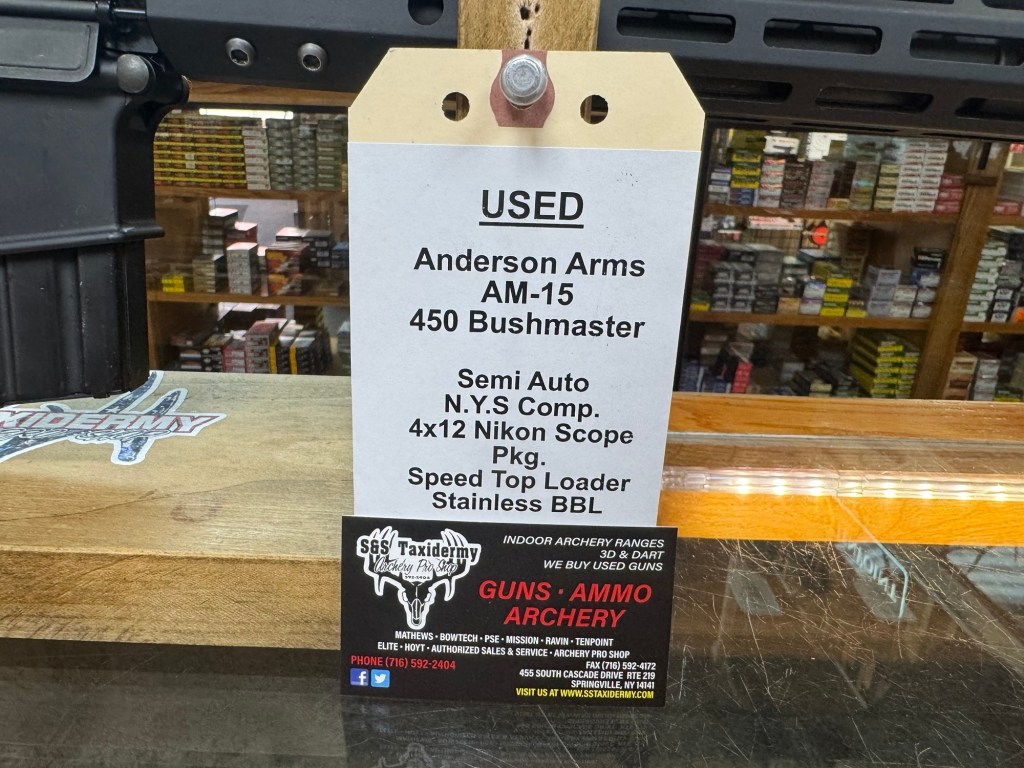 USED
Anderson Arms
AM-15
450 Bushmaster
Semi Auto
N.Y.S Comp.
4x12 Nikon Scope
Pkg.
Speed Top Loader
Stainless BBL
XIDERMY
S&S Taxidermy
Archery Pro Shop
592-2404
INDOOR ARCHERY RANGES
3D & DART
WE BUY USED GUNS
GUNS • AMMO
ARCHERY
MATHEWS • BOWTECH • PSE • MISSION • RAVIN • TENPOINT
ELITE • HOYT • AUTHORIZED SALES & SERVICE • ARCHERY PRO SHOP
PHONE (716) 592-2404
FAX (716) 592-4172
455 SOUTH CASCADE DRIVE RTE 219
SPRINGVILLE, NY 14141
VISIT US AT WWW.SSTAXIDERMY.COM